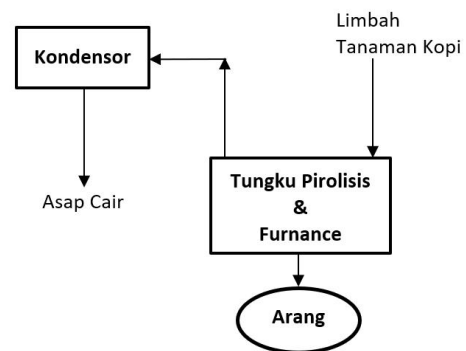 Limbah
Tanaman Kopi
Kondensor
Asap Cair
Tungku Pirolisis
&
Furnance
Arang